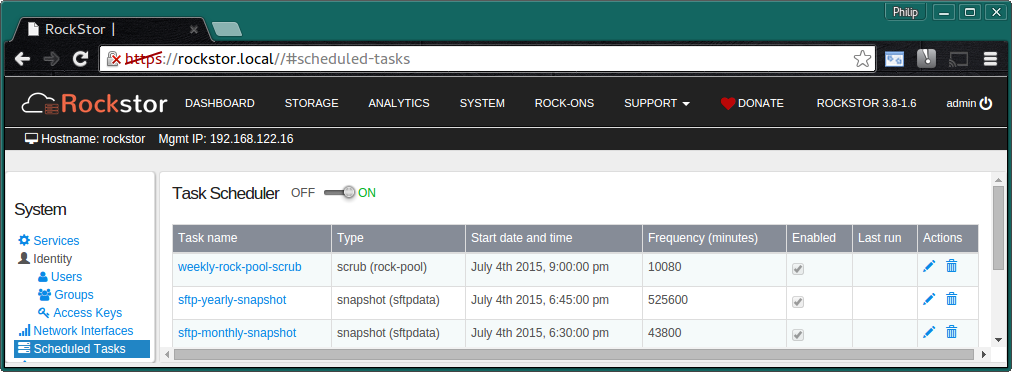 Philip
RockStor |
https://rockstor.local//#scheduled-tasks
Rockstor DASHBOARD STORAGE ANALYTICS SYSTEM ROCK-ONS SUPPORT DONATE ROCKSTOR 3.8-1.6 admin
Hostname: rockstor Mgmt IP: 192.168.122.16
System
Services
Identity
Users
Groups
Access Keys
Network Interfaces
Scheduled Tasks
Task Scheduler OFF ON
Task name Type Start date and time Frequency (minutes) Enabled Last run Actions
weekly-rock-pool-scrub scrub (rock-pool) July 4th 2015, 9:00:00 pm 10080
sftp-yearly-snapshot snapshot (sftpdata) July 4th 2015, 6:45:00 pm 525600
sftp-monthly-snapshot snapshot (sftpdata) July 4th 2015, 6:30:00 pm 43800